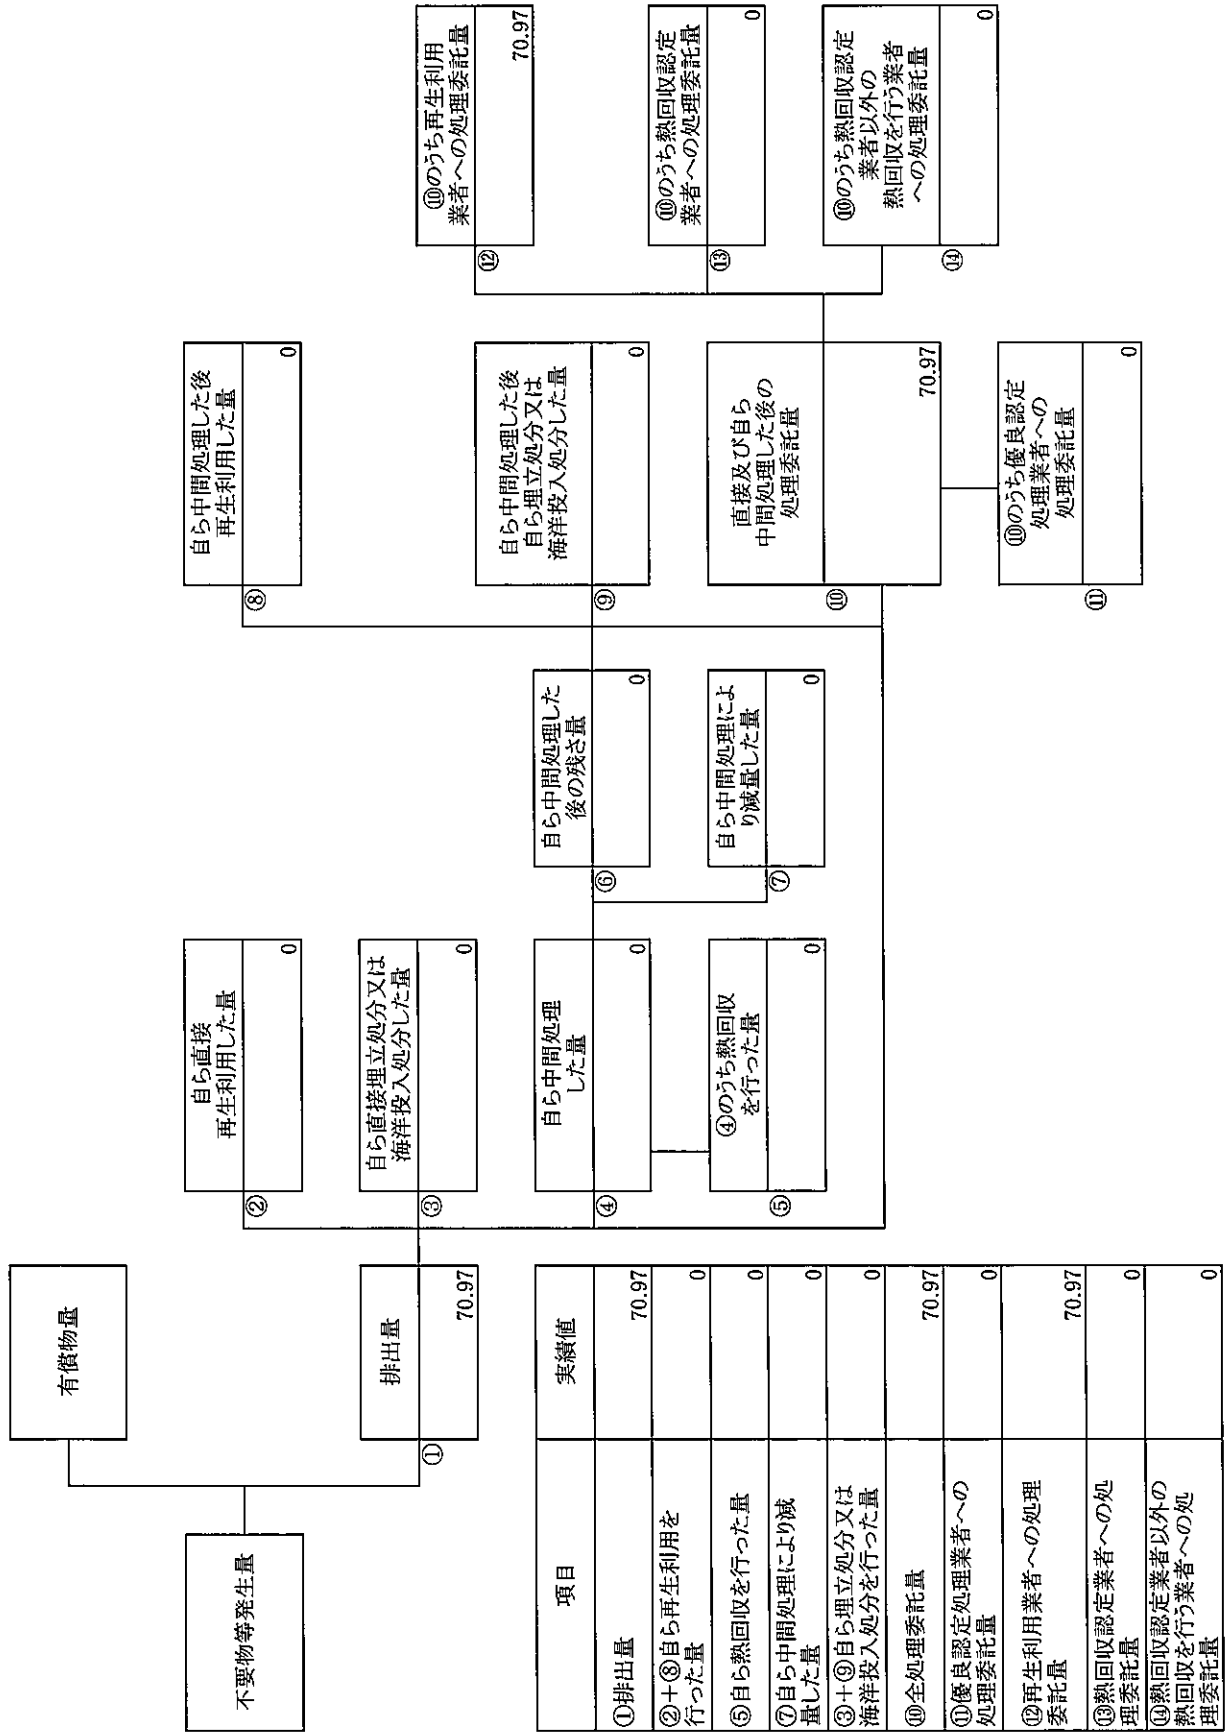 不要物等発生量
有償物量
①
排出量
70.97
②
自ら直接
再生利用した量
0
③
自ら直接埋立処分又は
海洋投入処分した量
0
④
自ら中間処理
した量
0
⑤
④のうち熱回収
を行った量
0
⑥
自ら中間処理した
後の残さ量
0
⑦
自ら中間処理によ
り減量した量
0
⑧
自ら中間処理した後
再生利用した量
0
⑨
自ら中間処理した後
自ら埋立処分又は
海洋投入処分した量
0
⑩
直接及び自ら
中間処理した後の
処理委託量
70.97
⑪
⑩のうち優良認定
処理業者への
処理委託量
0
⑫
⑩のうち再生利用
業者への処理委託量
70.97
⑬
⑩のうち熱回収認定
業者への処理委託量
0
⑭
⑩のうち熱回収認定
業者以外の
熱回収を行う業者
への処理委託量
0
項目 実績値
①排出量 70.97
②＋⑧自ら再生利用を
行った量 0
⑤自ら熱回収を行った量 0
⑦自ら中間処理により減
量した量 0
③＋⑨自ら埋立処分又は
海洋投入処分を行った量 0
⑩全処理委託量 70.97
⑪優良認定処理業者への
処理委託量 0
⑫再生利用業者への処理
委託量 70.97
⑬熱回収認定業者への処
理委託量 0
⑭熱回収認定業者以外の
熱回収を行う業者への処
理委託量 0